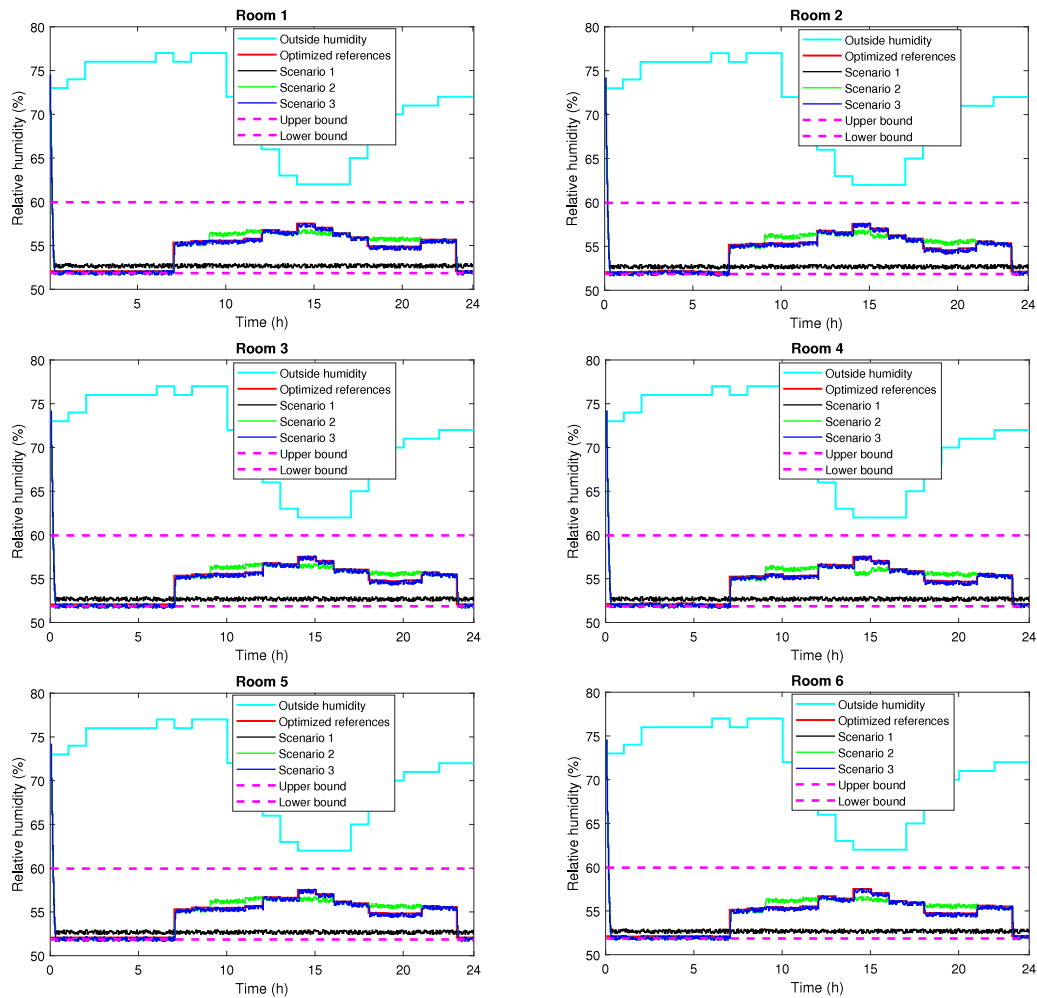 Room 1
80
75
70
65
60
55
50
Relative humidity (%)
5
10
15
20
24
Time (h)
Outside humidity
Optimized references
Scenario 1
Scenario 2
Scenario 3
Upper bound
Lower bound
Room 2
80
75
70
65
60
55
50
Relative humidity (%)
0
5
10
15
20
24
Time (h)
Outside humidity
Optimized references
Scenario 1
Scenario 2
Scenario 3
Upper bound
Lower bound
Room 3
80
75
70
65
60
55
50
Relative humidity (%)
0
5
10
15
20
24
Time (h)
Outside humidity
Optimized references
Scenario 1
Scenario 2
Scenario 3
Upper bound
Lower bound
Room 4
80
75
70
65
60
55
50
Relative humidity (%)
0
5
10
15
20
24
Time (h)
Outside humidity
Optimized references
Scenario 1
Scenario 2
Scenario 3
Upper bound
Lower bound
Room 5
80
75
70
65
60
55
50
Relative humidity (%)
0
5
10
15
20
24
Time (h)
Outside humidity
Optimized references
Scenario 1
Scenario 2
Scenario 3
Upper bound
Lower bound
Room 6
80
75
70
65
60
55
50
Relative humidity (%)
0
5
10
15
20
24
Time (h)
Outside humidity
Optimized references
Scenario 1
Scenario 2
Scenario 3
Upper bound
Lower bound